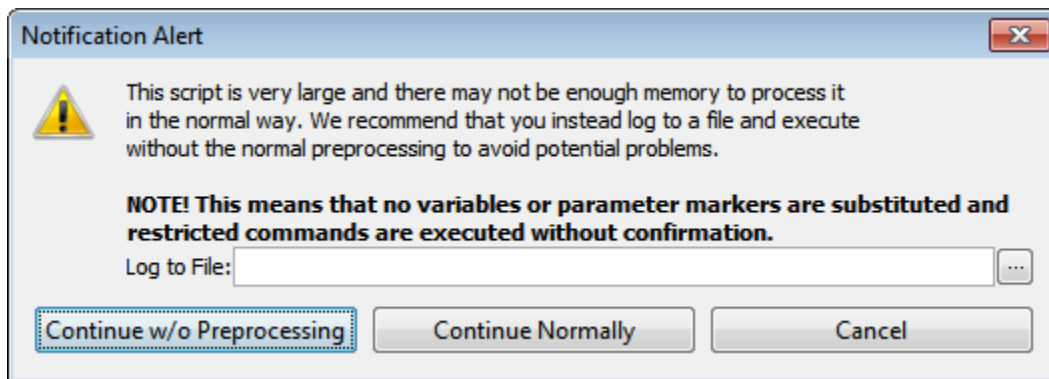 Notification Alert
This script is very large and there may not be enough memory to process it
in the normal way. We recommend that you instead log to a file and execute
without the normal preprocessing to avoid potential problems.
NOTE! This means that no variables or parameter markers are substituted and
restricted commands are executed without confirmation.
Log to File: ...
Continue w/o Preprocessing Continue Normally Cancel